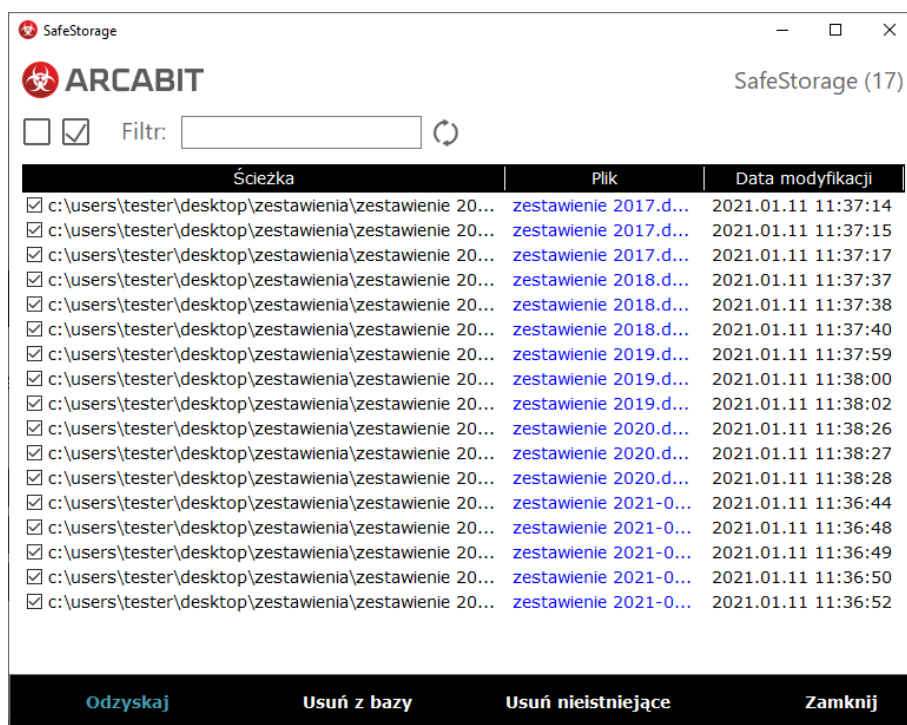 SafeStorage
ARCABIT
SafeStorage (17)
Filtr:
Ścieżka Plik Data modyfikacji
c:\users\tester\desktop\zestawienia\zestawienie 20... zestawienie 2017.d... 2021.01.11 11:37:14
c:\users\tester\desktop\zestawienia\zestawienie 20... zestawienie 2017.d... 2021.01.11 11:37:15
c:\users\tester\desktop\zestawienia\zestawienie 20... zestawienie 2017.d... 2021.01.11 11:37:17
c:\users\tester\desktop\zestawienia\zestawienie 20... zestawienie 2018.d... 2021.01.11 11:37:37
c:\users\tester\desktop\zestawienia\zestawienie 20... zestawienie 2018.d... 2021.01.11 11:37:38
c:\users\tester\desktop\zestawienia\zestawienie 20... zestawienie 2018.d... 2021.01.11 11:37:40
c:\users\tester\desktop\zestawienia\zestawienie 20... zestawienie 2019.d... 2021.01.11 11:37:59
c:\users\tester\desktop\zestawienia\zestawienie 20... zestawienie 2019.d... 2021.01.11 11:38:00
c:\users\tester\desktop\zestawienia\zestawienie 20... zestawienie 2019.d... 2021.01.11 11:38:02
c:\users\tester\desktop\zestawienia\zestawienie 20... zestawienie 2020.d... 2021.01.11 11:38:26
c:\users\tester\desktop\zestawienia\zestawienie 20... zestawienie 2020.d... 2021.01.11 11:38:27
c:\users\tester\desktop\zestawienia\zestawienie 20... zestawienie 2020.d... 2021.01.11 11:38:28
c:\users\tester\desktop\zestawienia\zestawienie 20... zestawienie 2021-0... 2021.01.11 11:36:44
c:\users\tester\desktop\zestawienia\zestawienie 20... zestawienie 2021-0... 2021.01.11 11:36:48
c:\users\tester\desktop\zestawienia\zestawienie 20... zestawienie 2021-0... 2021.01.11 11:36:49
c:\users\tester\desktop\zestawienia\zestawienie 20... zestawienie 2021-0... 2021.01.11 11:36:50
c:\users\tester\desktop\zestawienia\zestawienie 20... zestawienie 2021-0... 2021.01.11 11:36:52
Odzyskaj Usuń z bazy Usuń nieistniejące Zamknij